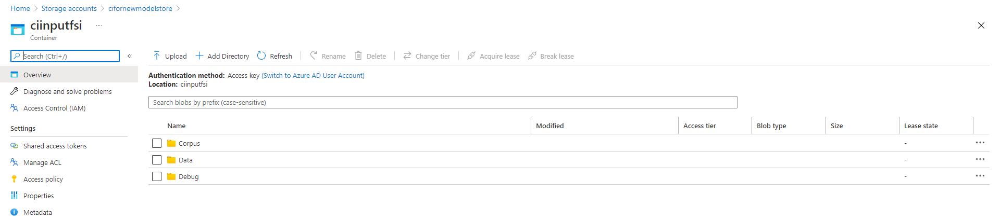 Home > Storage accounts > cifornewmodelstore >
ciinputfsi ...
Container
Search (Ctrl+/) «
Upload Add Directory Refresh Rename Delete Change tier Acquire lease Break lease
Overview
Diagnose and solve problems
Access Control (IAM)
Settings
Shared access tokens
Manage ACL
Access policy
Properties
Metadata
Authentication method: Access key (Switch to Azure AD User Account)
Location: ciinputfsi
Search blobs by prefix (case-sensitive)
Name Modified Access tier Blob type Size Lease state
Corpus - ...
Data - ...
Debug - ...